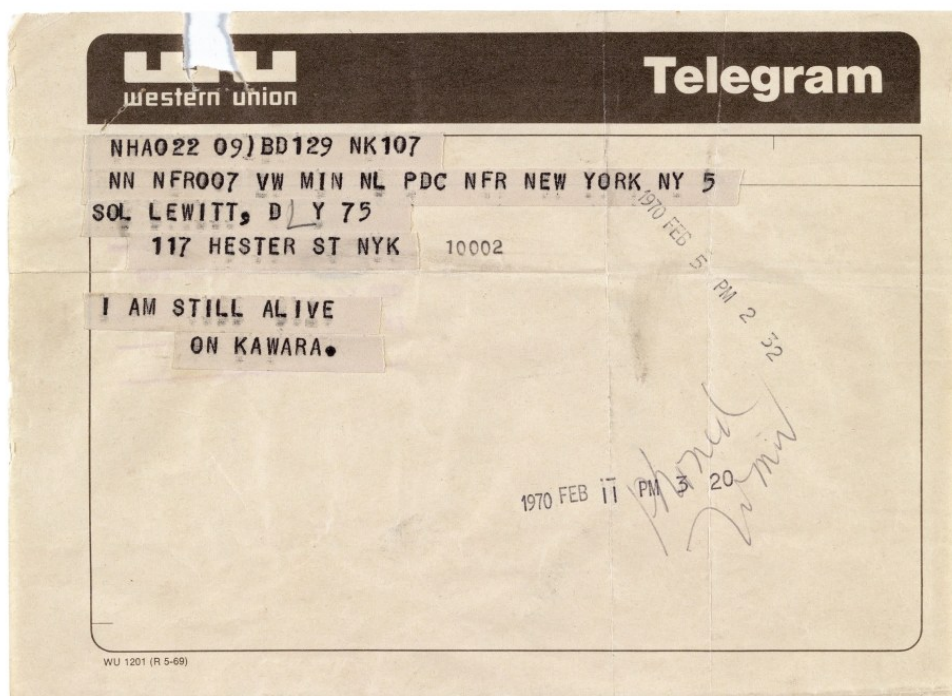 western union
Telegram
NHA022 09)BD129 NK107
NN NFR007 VW MIN NL PDC NFR NEW YORK NY 5
SOL LEWITT, D L Y 75
117 HESTER ST NYK 10002
1970 FEB 5 PM 2 32
I AM STILL ALIVE
ON KAWARA.
phoned
1970 FEB 11 PM 3 20
WU 1201 (R 5-69)